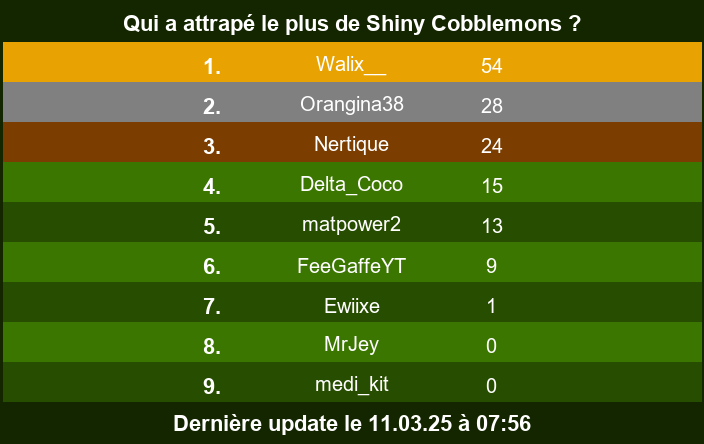 Qui a attrapé le plus de Shiny Cobblemons ?
1. Walix__ 54
2. Orangina38 28
3. Nertique 24
4. Delta_Coco 15
5. matpower2 13
6. FeeGaffeYT 9
7. Ewiixe 1
8. MrJey 0
9. medi_kit 0
Dernière update le 11.03.25 à 07:56